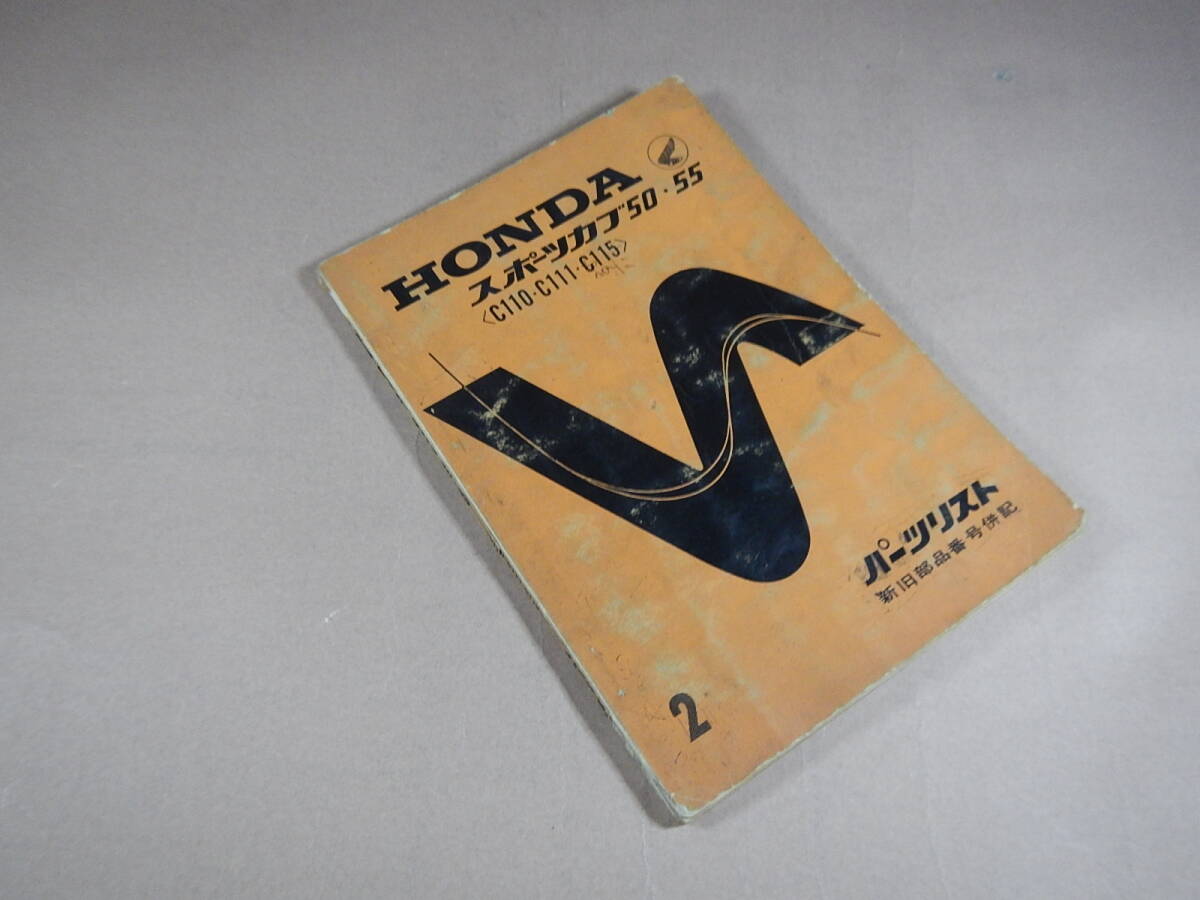 HONDA
スポーツカブ50・55
〈C110・C111・C115〉
パーツリスト
新旧部品番号併記
2